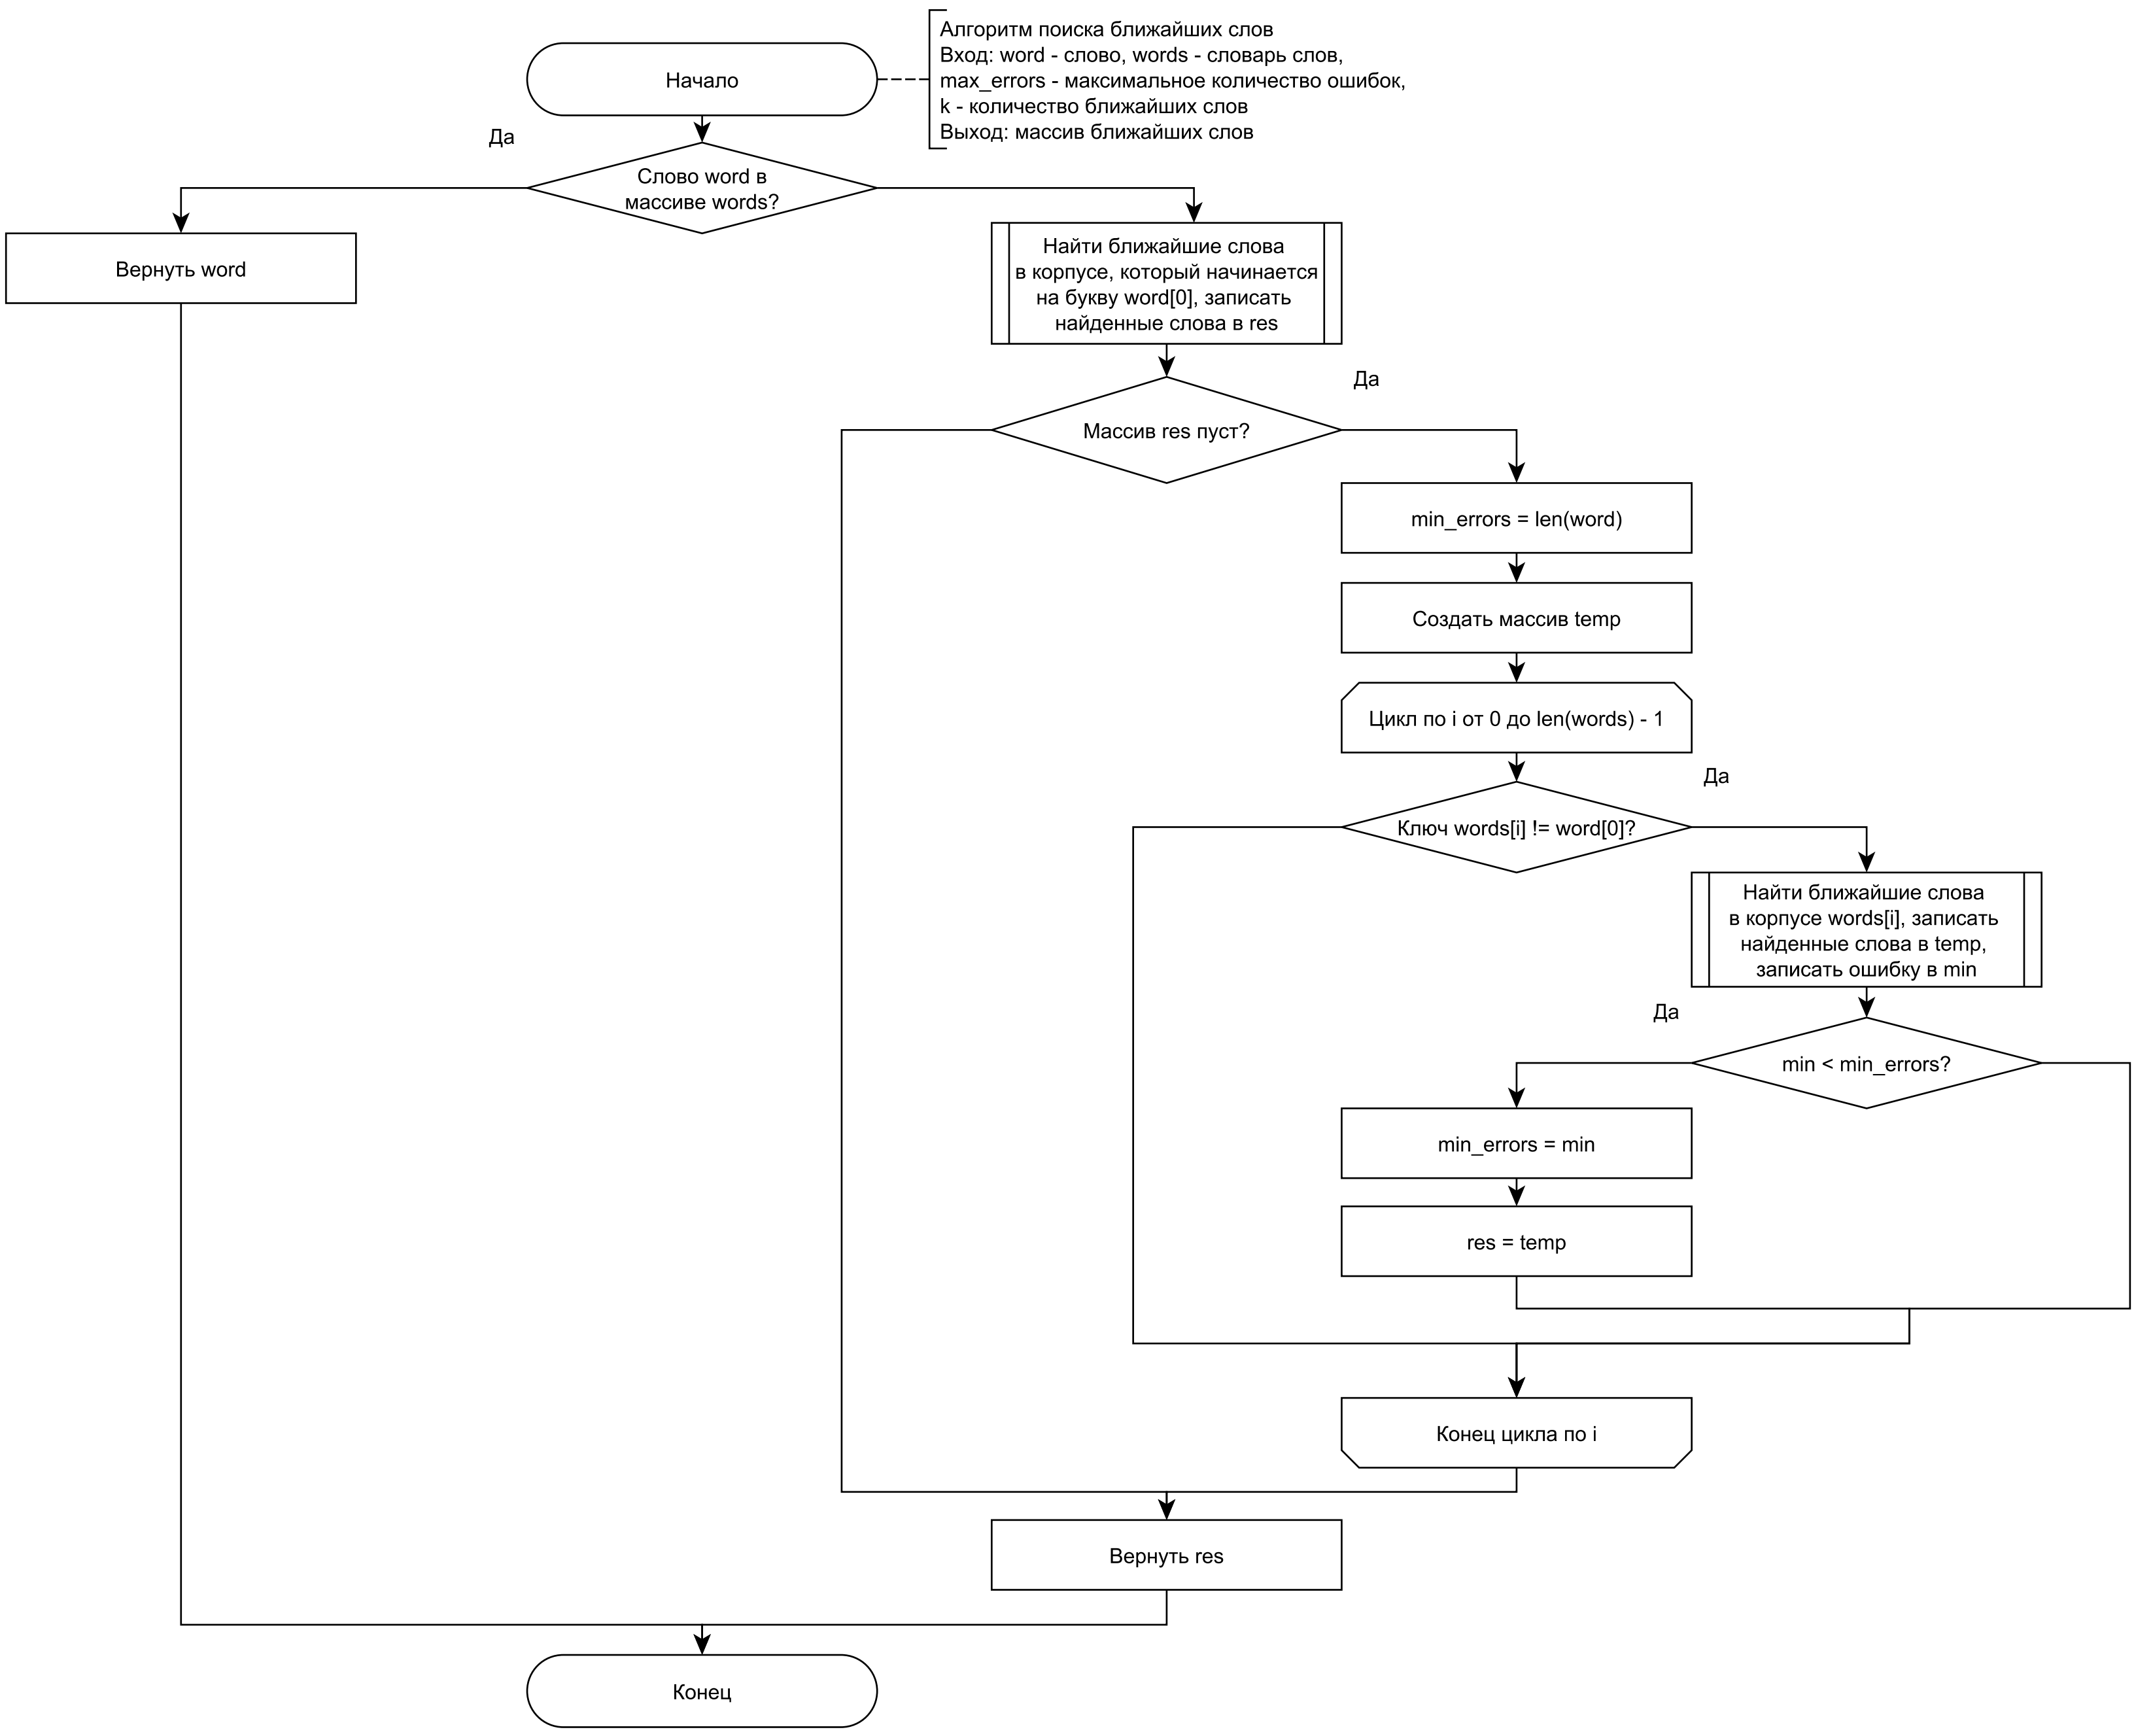 Начало
Алгоритм поиска ближайших слов
Вход: word - слово, words - словарь слов,
max_errors - максимальное количество ошибок,
k - количество ближайших слов
Выход: массив ближайших слов
Да
Слово word в
массиве words?
Вернуть word
Найти ближайшие слова
в корпусе, который начинается
на букву word[0], записать
найденные слова в res
Да
Массив res пуст?
min_errors = len(word)
Создать массив temp
Цикл по i от 0 до len(words) - 1
Да
Ключ words[i] != word[0]?
Найти ближайшие слова
в корпусе words[i], записать
найденные слова в temp,
записать ошибку в min
Да
min < min_errors?
min_errors = min
res = temp
Конец цикла по i
Вернуть res
Конец